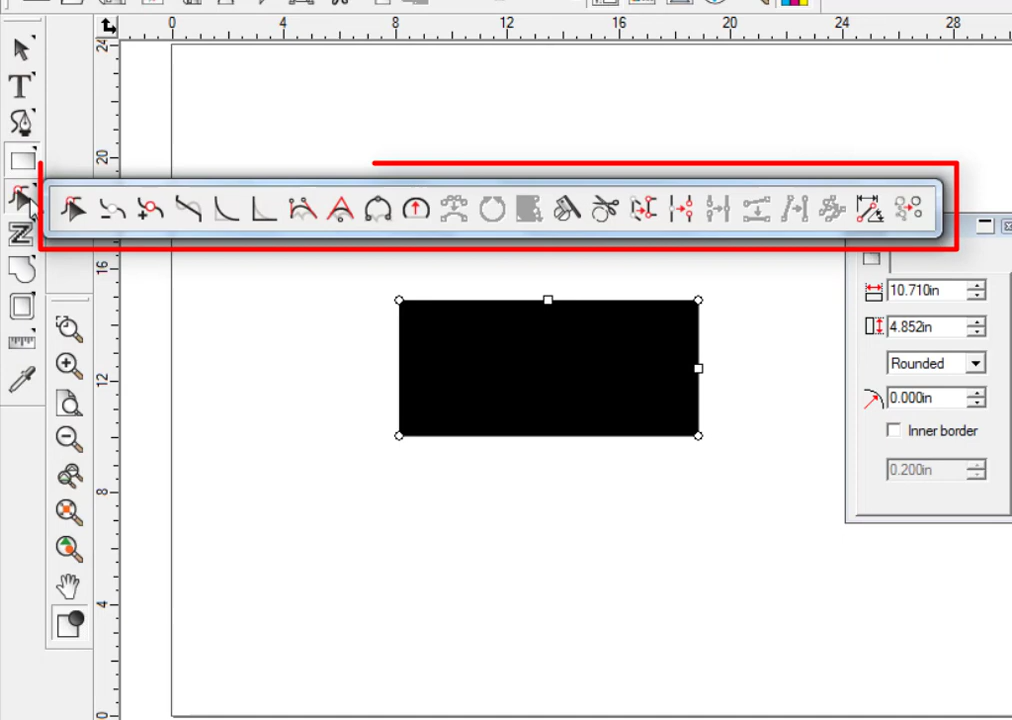 0 4 8 12 16 20 24 28
24
20
16
12
8
4
0
T
Z
10.710in
4.852in
Rounded
0.000in
Inner border
0.200in